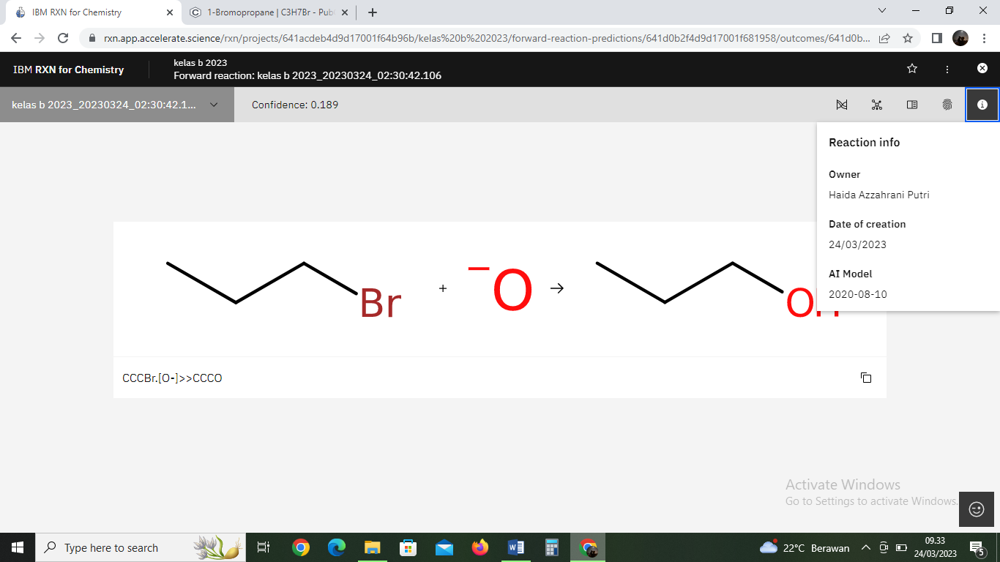 IBM RXN for Chemistry
1-Bromopropane | C3H7Br - Pub
rxn.app.accelerate.science/rxn/projects/641acdeb4d9d17001f64b96b/kelas%20b%202023/forward-reaction-predictions/641d0b2f4d9d17001f681958/outcomes/641d0b...
IBM RXN for Chemistry
kelas b 2023
Forward reaction: kelas b 2023_20230324_02:30:42.106
kelas b 2023_20230324_02:30:42.1...
Confidence: 0.189
Reaction info
Owner
Haida Azzahrani Putri
Date of creation
24/03/2023
AI Model
2020-08-10
Br + −O → OH
CCCBr.[O-]>>CCCO
Activate Windows
Go to Settings to activate Windows.
Type here to search
22°C Berawan
09.33
24/03/2023
5